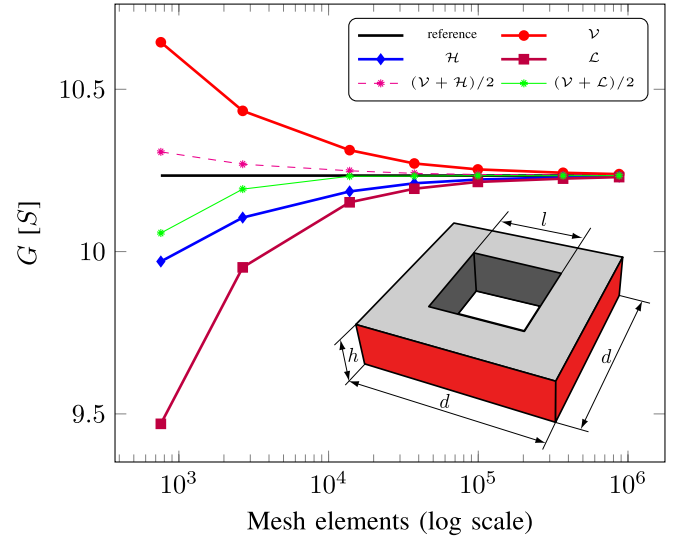 reference
𝒱
ℋ
ℒ
(𝒱 + ℋ)/2
(𝒱 + ℒ)/2
10.5
10
9.5
G [S]
l
h
d
d
10³
10⁴
10⁵
10⁶
Mesh elements (log scale)